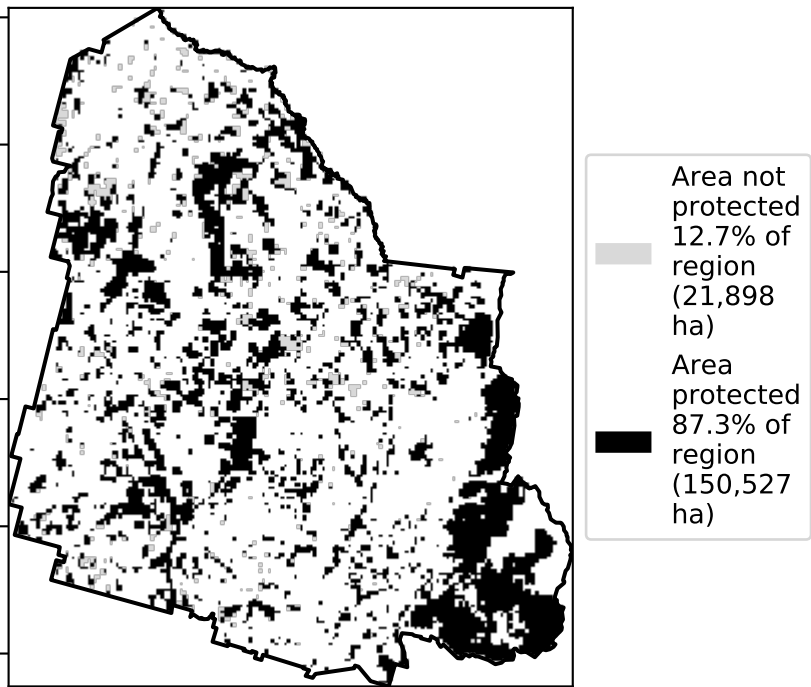 Area not
protected
12.7% of
region
(21,898
ha)
Area
protected
87.3% of
region
(150,527
ha)